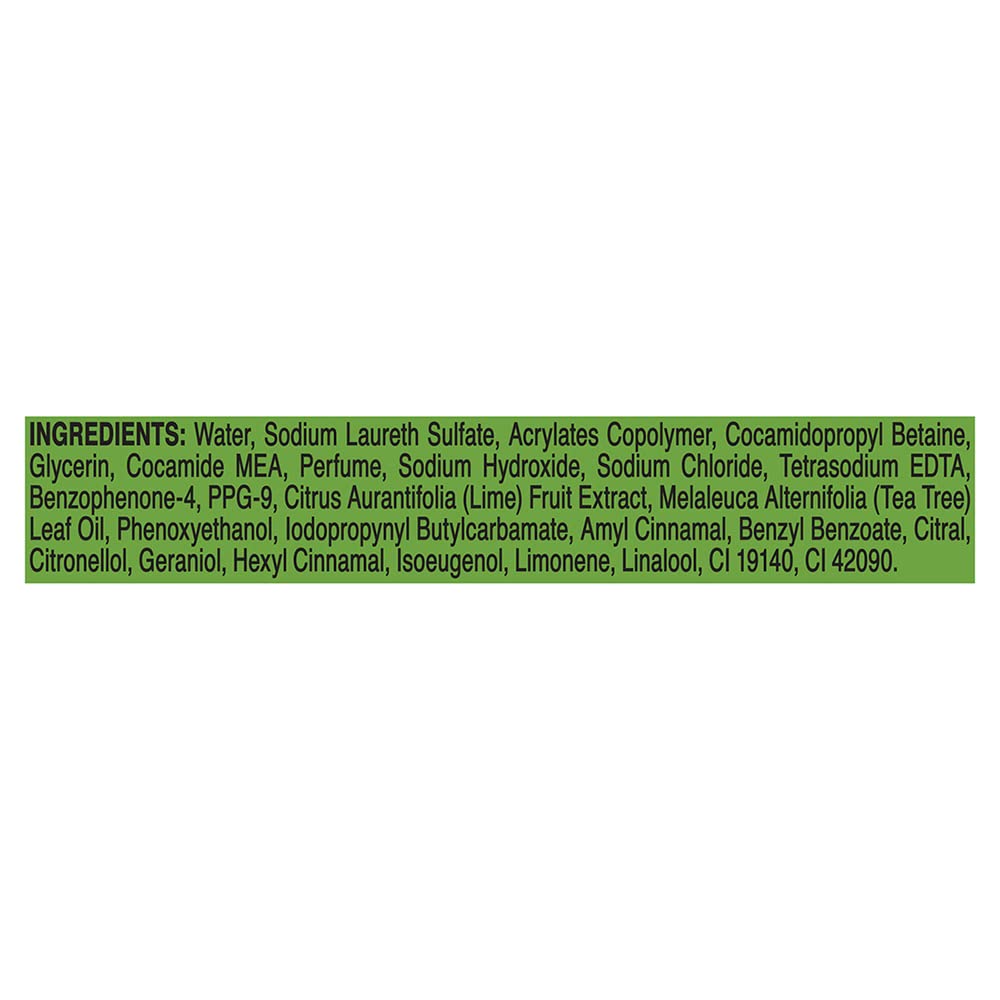 INGREDIENTS: Water, Sodium Laureth Sulfate, Acrylates Copolymer, Cocamidopropyl Betaine,
Glycerin, Cocamide MEA, Perfume, Sodium Hydroxide, Sodium Chloride, Tetrasodium EDTA,
Benzophenone-4, PPG-9, Citrus Aurantifolia (Lime) Fruit Extract, Melaleuca Alternifolia (Tea Tree)
Leaf Oil, Phenoxyethanol, Iodopropynyl Butylcarbamate, Amyl Cinnamal, Benzyl Benzoate, Citral,
Citronellol, Geraniol, Hexyl Cinnamal, Isoeugenol, Limonene, Linalool, CI 19140, CI 42090.